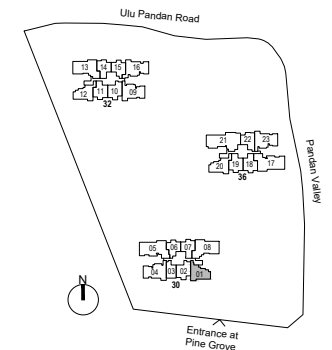 Ulu Pandan Road
13 14 15 16
12 11 10 09
32
21 22 23
20 19 18 17
36
Pandan Valley
05 06 07 08
04 03 02 01
30
N
Entrance at
Pine Grove